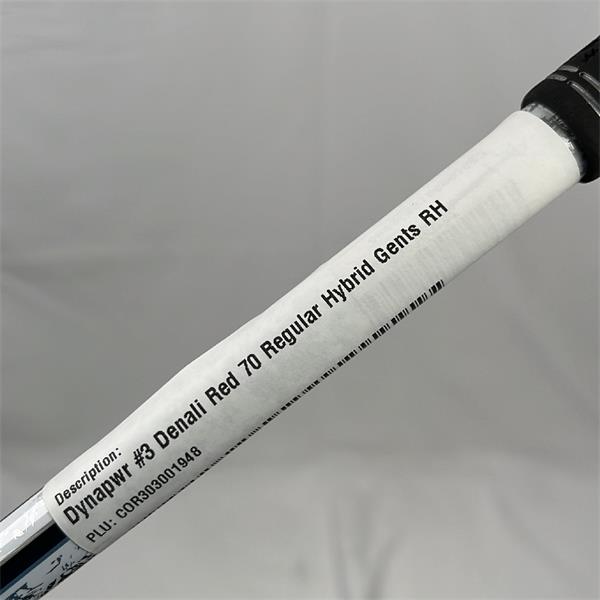 Description:
Dynapwr #3 Denali Red 70 Regular Hybrid Gents RH
PLU: COR303001948